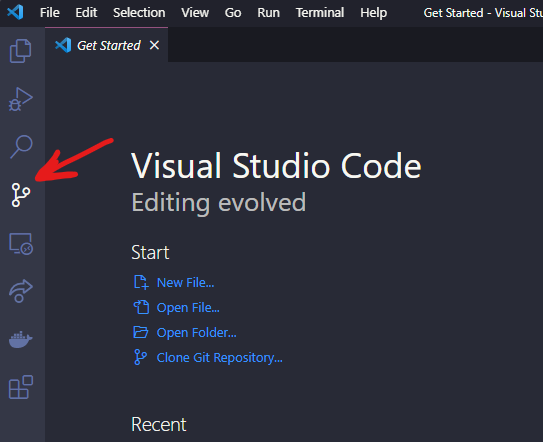 File Edit Selection View Go Run Terminal Help Get Started - Visual Stu
Get Started
Visual Studio Code
Editing evolved
Start
New File...
Open File...
Open Folder...
Clone Git Repository...
Recent